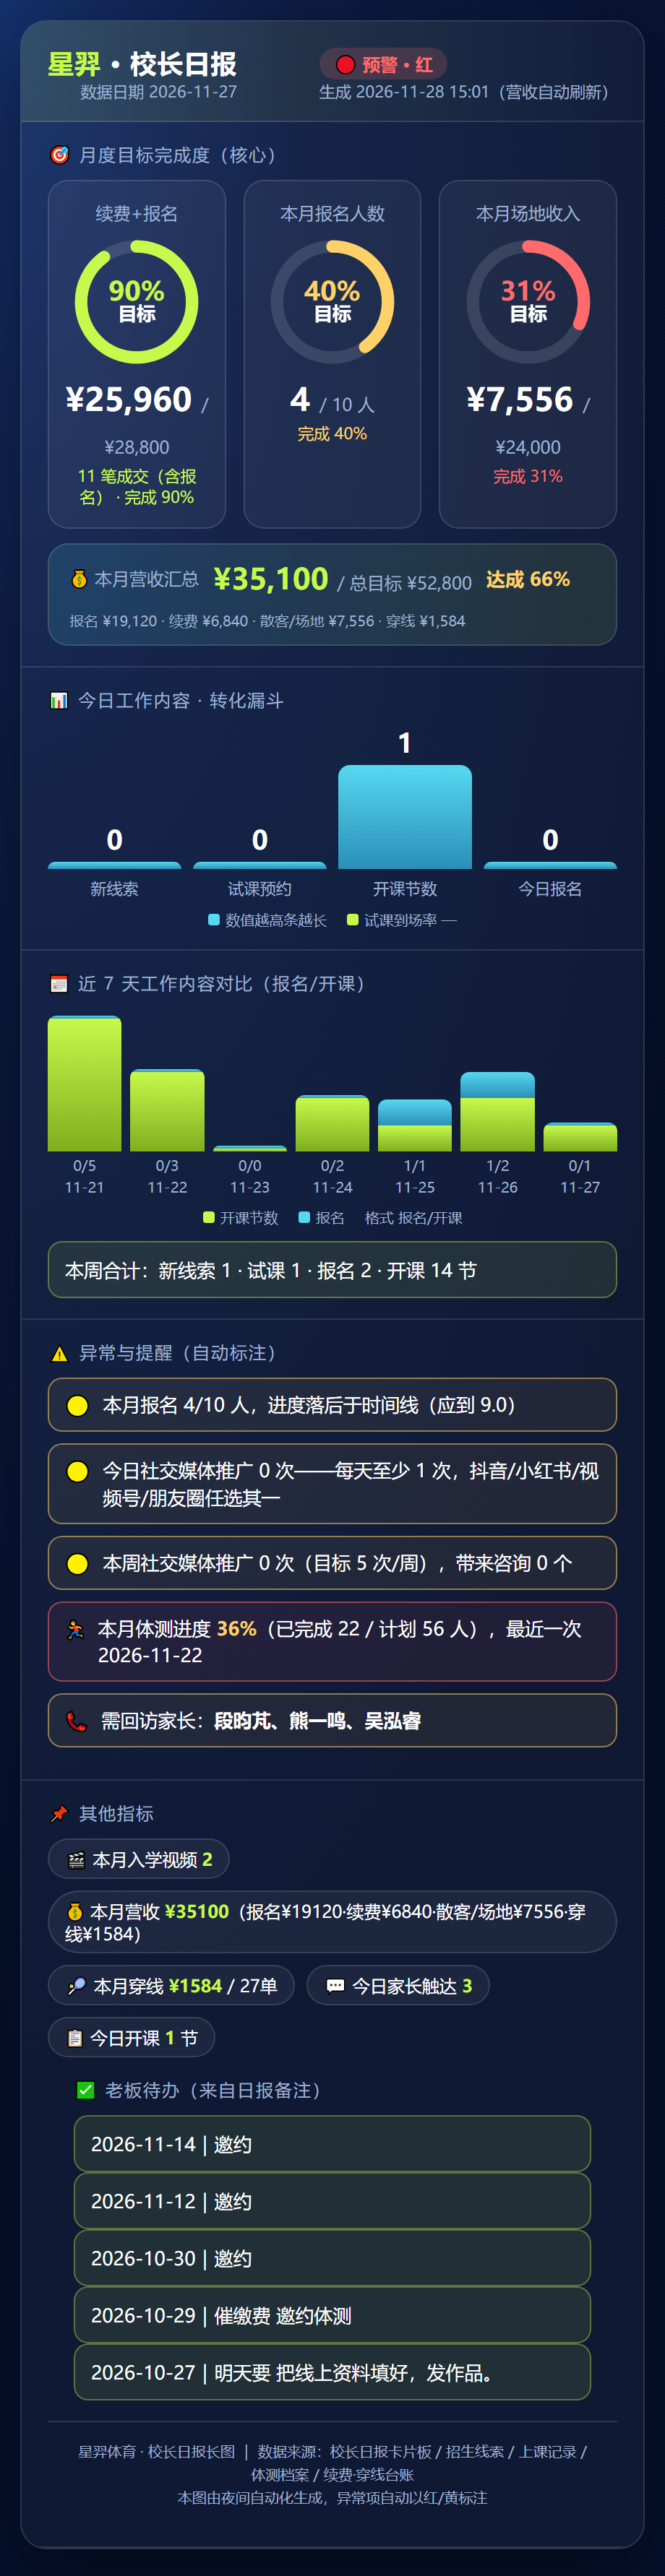 星羿 · 校长日报
预警 · 红
数据日期 2026-11-27
生成 2026-11-28 15:01（营收自动刷新）
月度目标完成度（核心）
续费+报名
90%
目标
¥25,960 /
¥28,800
11 笔成交（含报
名） · 完成 90%
本月报名人数
40%
目标
4 / 10 人
完成 40%
本月场地收入
31%
目标
¥7,556 /
¥24,000
完成 31%
本月营收汇总 ¥35,100 / 总目标 ¥52,800 达成 66%
报名 ¥19,120 · 续费 ¥6,840 · 散客/场地 ¥7,556 · 穿线 ¥1,584
今日工作内容 · 转化漏斗
0 0 1 0
新线索 试课预约 开课节数 今日报名
数值越高条越长 试课到场率 —
近 7 天工作内容对比（报名/开课）
0/5 0/3 0/0 0/2 1/1 1/2 0/1
11-21 11-22 11-23 11-24 11-25 11-26 11-27
开课节数 报名 格式 报名/开课
本周合计：新线索 1 · 试课 1 · 报名 2 · 开课 14 节
异常与提醒（自动标注）
本月报名 4/10 人，进度落后于时间线（应到 9.0）
今日社交媒体推广 0 次——每天至少 1 次，抖音/小红书/视
频号/朋友圈任选其一
本周社交媒体推广 0 次（目标 5 次/周），带来咨询 0 个
本月体测进度 36%（已完成 22 / 计划 56 人），最近一次
2026-11-22
需回访家长：段昀芃、熊一鸣、吴泓睿
其他指标
本月入学视频 2
本月营收 ¥35100（报名¥19120·续费¥6840·散客/场地¥7556·穿
线¥1584）
本月穿线 ¥1584 / 27单
今日家长触达 3
今日开课 1 节
老板待办（来自日报备注）
2026-11-14 | 邀约
2026-11-12 | 邀约
2026-10-30 | 邀约
2026-10-29 | 催缴费 邀约体测
2026-10-27 | 明天要 把线上资料填好，发作品。
星羿体育 · 校长日报长图 ｜ 数据来源：校长日报卡片板 / 招生线索 / 上课记录 /
体测档案 / 续费·穿线台账
本图由夜间自动化生成，异常项自动以红/黄标注